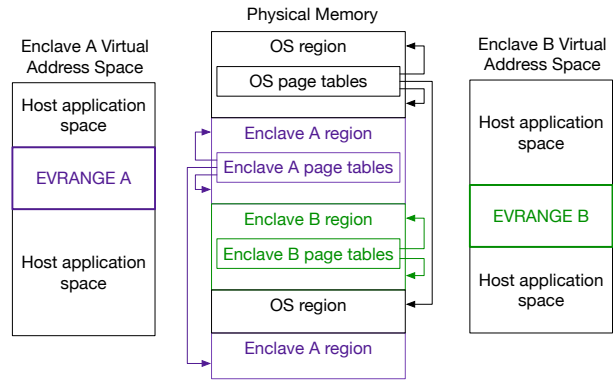 Physical Memory
Enclave A Virtual
Address Space
Host application
space
EVRANGE A
Host application
space
OS region
OS page tables
Enclave A region
Enclave A page tables
Enclave B region
Enclave B page tables
OS region
Enclave A region
Enclave B Virtual
Address Space
Host application
space
EVRANGE B
Host application
space